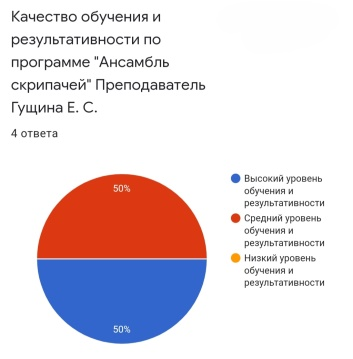 Качество обучения и
результативности по
программе "Ансамбль
скрипачей" Преподаватель
Гущина Е. С.
4 ответа
50%
50%
Высокий уровень
обучения и
результативности
Средний уровень
обучения и
результативности
Низкий уровень
обучения и
результативности